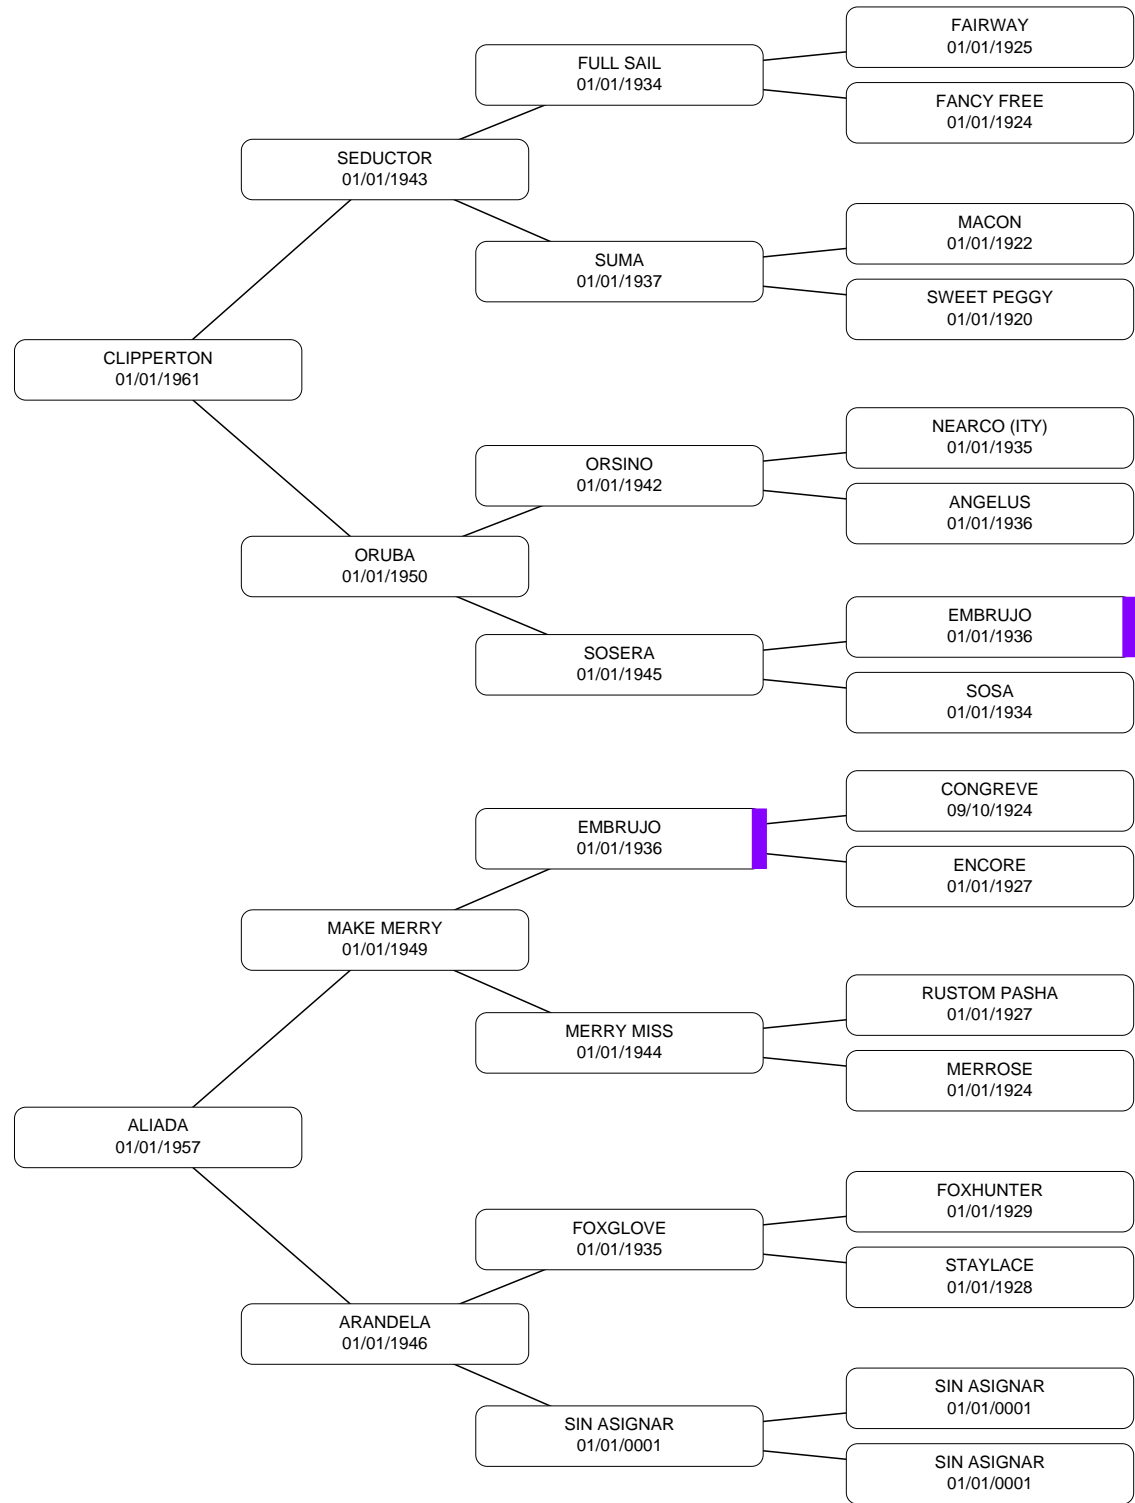 FAIRWAY
01/01/1925
FULL SAIL
01/01/1934
FANCY FREE
01/01/1924
SEDUCTOR
01/01/1943
MACON
01/01/1922
SUMA
01/01/1937
SWEET PEGGY
01/01/1920
CLIPPERTON
01/01/1961
NEARCO (ITY)
01/01/1935
ORSINO
01/01/1942
ANGELUS
01/01/1936
ORUBA
01/01/1950
EMBRUJO
01/01/1936
SOSERA
01/01/1945
SOSA
01/01/1934
CONGREVE
09/10/1924
EMBRUJO
01/01/1936
ENCORE
01/01/1927
MAKE MERRY
01/01/1949
RUSTOM PASHA
01/01/1927
MERRY MISS
01/01/1944
MERROSE
01/01/1924
ALIADA
01/01/1957
FOXHUNTER
01/01/1929
FOXGLOVE
01/01/1935
STAYLACE
01/01/1928
ARANDELA
01/01/1946
SIN ASIGNAR
01/01/0001
SIN ASIGNAR
01/01/0001
SIN ASIGNAR
01/01/0001